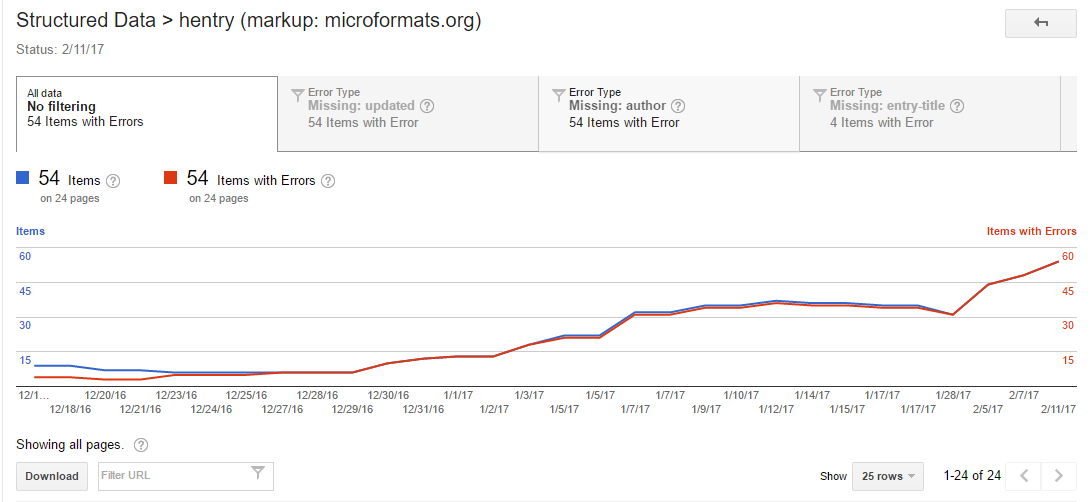 Structured Data > hentry (markup: microformats.org)
Status: 2/11/17
All data
No filtering
54 Items with Errors
Error Type
Missing: updated
54 Items with Error
Error Type
Missing: author
54 Items with Error
Error Type
Missing: entry-title
4 Items with Error
54 Items
on 24 pages
54 Items with Errors
on 24 pages
Items
Items with Errors
60 60
45 45
30 30
15 15
12/1... 12/20/16 12/23/16 12/25/16 12/28/16 12/30/16 1/1/17 1/3/17 1/5/17 1/7/17 1/10/17 1/14/17 1/17/17 1/28/17 2/7/17
12/18/16 12/21/16 12/24/16 12/27/16 12/29/16 12/31/16 1/2/17 1/5/17 1/7/17 1/9/17 1/12/17 1/15/17 1/17/17 2/5/17 2/11/17
Showing all pages.
Download Filter URL Show 25 rows 1-24 of 24